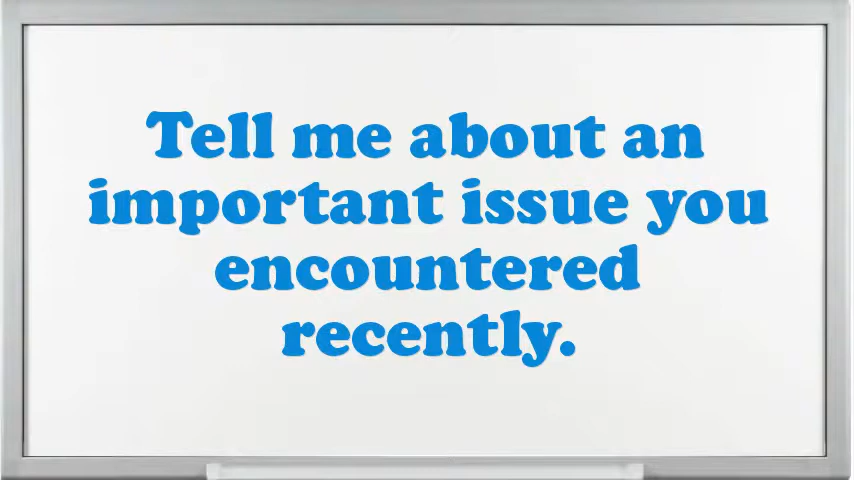 Tell me about an
important issue you
encountered
recently.